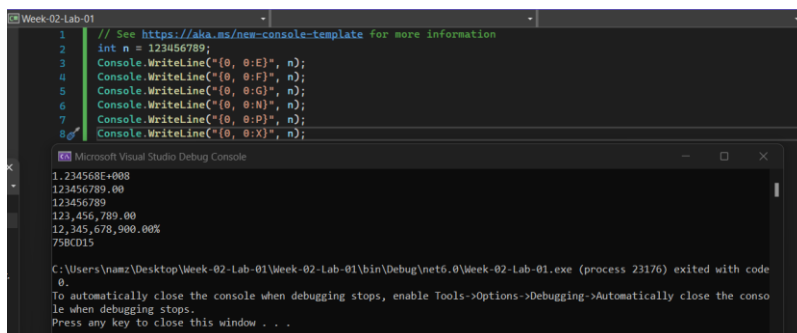 Week-02-Lab-01
1 // See https://aka.ms/new-console-template for more information
2 int n = 123456789;
3 Console.WriteLine("{0, 0:E}", n);
4 Console.WriteLine("{0, 0:F}", n);
5 Console.WriteLine("{0, 0:G}", n);
6 Console.WriteLine("{0, 0:N}", n);
7 Console.WriteLine("{0, 0:P}", n);
8 Console.WriteLine("{0, 0:X}", n);
Microsoft Visual Studio Debug Console
1.234568E+008
123456789.00
123456789
123,456,789.00
12,345,678,900.00%
75BCD15
C:\Users\namz\Desktop\Week-02-Lab-01\Week-02-Lab-01\bin\Debug\net6.0\Week-02-Lab-01.exe (process 23176) exited with code
0.
To automatically close the console when debugging stops, enable Tools->Options->Debugging->Automatically close the conso
le when debugging stops.
Press any key to close this window . . .